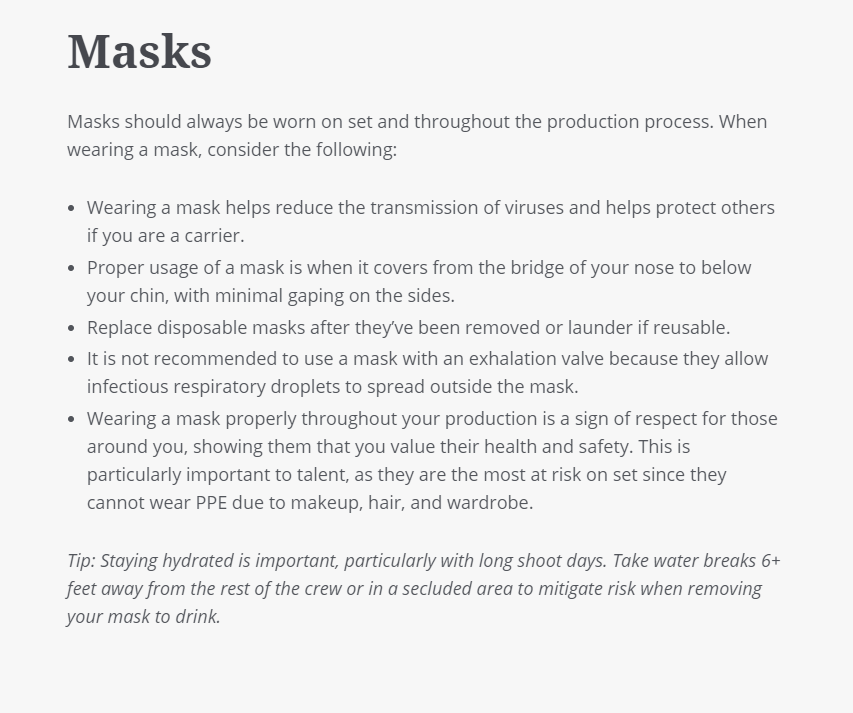 Masks
Masks should always be worn on set and throughout the production process. When
wearing a mask, consider the following:
• Wearing a mask helps reduce the transmission of viruses and helps protect others
if you are a carrier.
• Proper usage of a mask is when it covers from the bridge of your nose to below
your chin, with minimal gaping on the sides.
• Replace disposable masks after they’ve been removed or launder if reusable.
• It is not recommended to use a mask with an exhalation valve because they allow
infectious respiratory droplets to spread outside the mask.
• Wearing a mask properly throughout your production is a sign of respect for those
around you, showing them that you value their health and safety. This is
particularly important to talent, as they are the most at risk on set since they
cannot wear PPE due to makeup, hair, and wardrobe.
Tip: Staying hydrated is important, particularly with long shoot days. Take water breaks 6+
feet away from the rest of the crew or in a secluded area to mitigate risk when removing
your mask to drink.